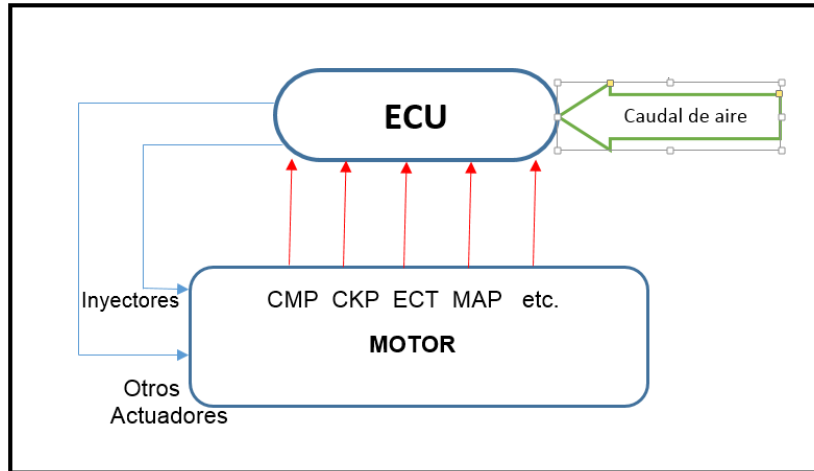 ECU
Caudal de aire
Inyectores
CMP CKP ECT MAP etc.
MOTOR
Otros
Actuadores